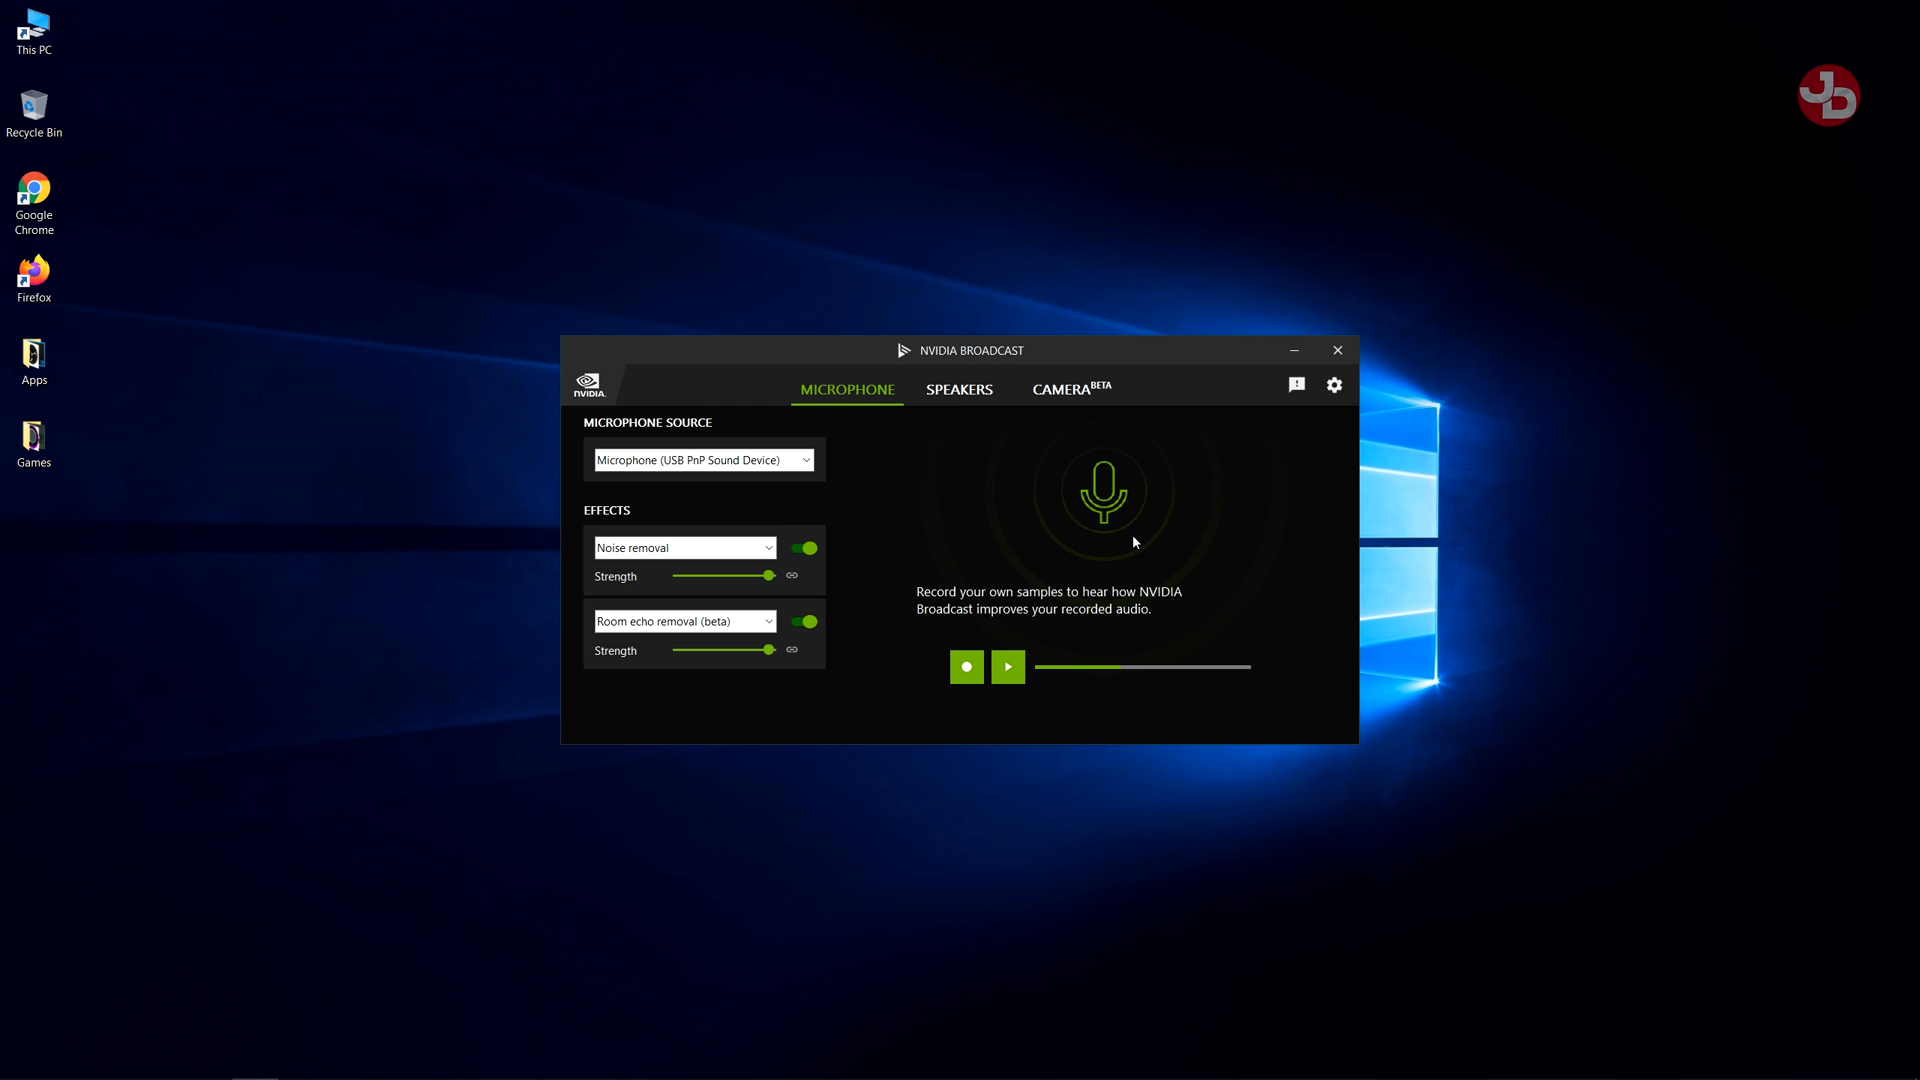 This PC
Recycle Bin
Google
Chrome
Firefox
Apps
Games
JD
NVIDIA BROADCAST
NVIDIA.
MICROPHONE
SPEAKERS
CAMERA BETA
MICROPHONE SOURCE
Microphone (USB PnP Sound Device)
EFFECTS
Noise removal
Strength
Room echo removal (beta)
Strength
Record your own samples to hear how NVIDIA
Broadcast improves your recorded audio.